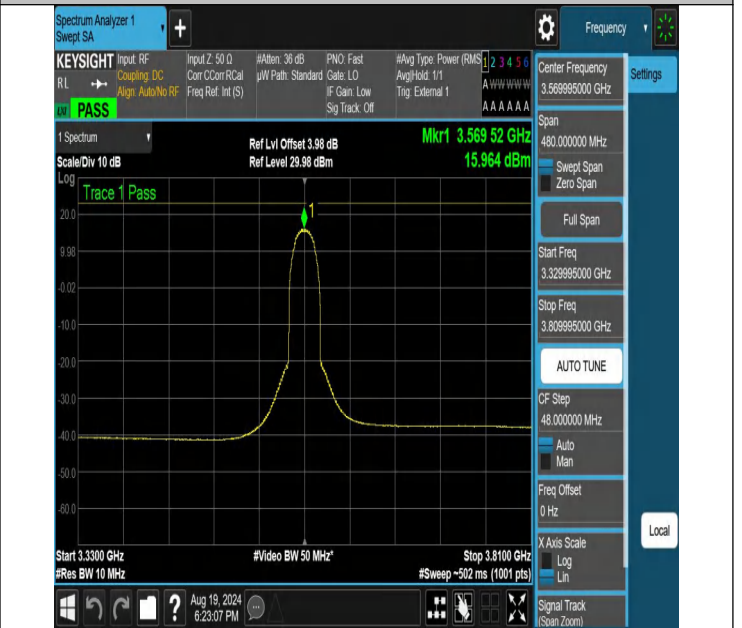 Spectrum Analyzer 1
Swept SA
+
Frequency
KEYSIGHT
RL
PASS
Input: RF
Coupling: DC
Align: Auto/No RF
Input Z: 50 Ω
Corr CCorr RCal
Freq Ref: Int (S)
#Atten: 36 dB
µW Path: Standard
PNO: Fast
Gate: LO
IF Gain: Low
Sig Track: Off
#Avg Type: Power (RMS
Avg|Hold: 1/1
Trig: External 1
1 2 3 4 5 6
A W W W W W
A A A A A A
1 Spectrum
Scale/Div 10 dB
Log
Ref Lvl Offset 3.98 dB
Ref Level 29.98 dBm
Mkr1 3.569 52 GHz
15.964 dBm
Trace 1 Pass
1
20.0
9.98
-0.02
-10.0
-20.0
-30.0
-40.0
-50.0
-60.0
Start 3.3300 GHz
#Res BW 10 MHz
#Video BW 50 MHz*
Stop 3.8100 GHz
#Sweep ~502 ms (1001 pts)
Center Frequency
3.569995000 GHz
Settings
Span
480.000000 MHz
Swept Span
Zero Span
Full Span
Start Freq
3.329995000 GHz
Stop Freq
3.809995000 GHz
AUTO TUNE
CF Step
48.000000 MHz
Auto
Man
Freq Offset
0 Hz
Local
X Axis Scale
Log
Lin
Signal Track
(Span Zoom)
?
Aug 19, 2024
6:23:07 PM